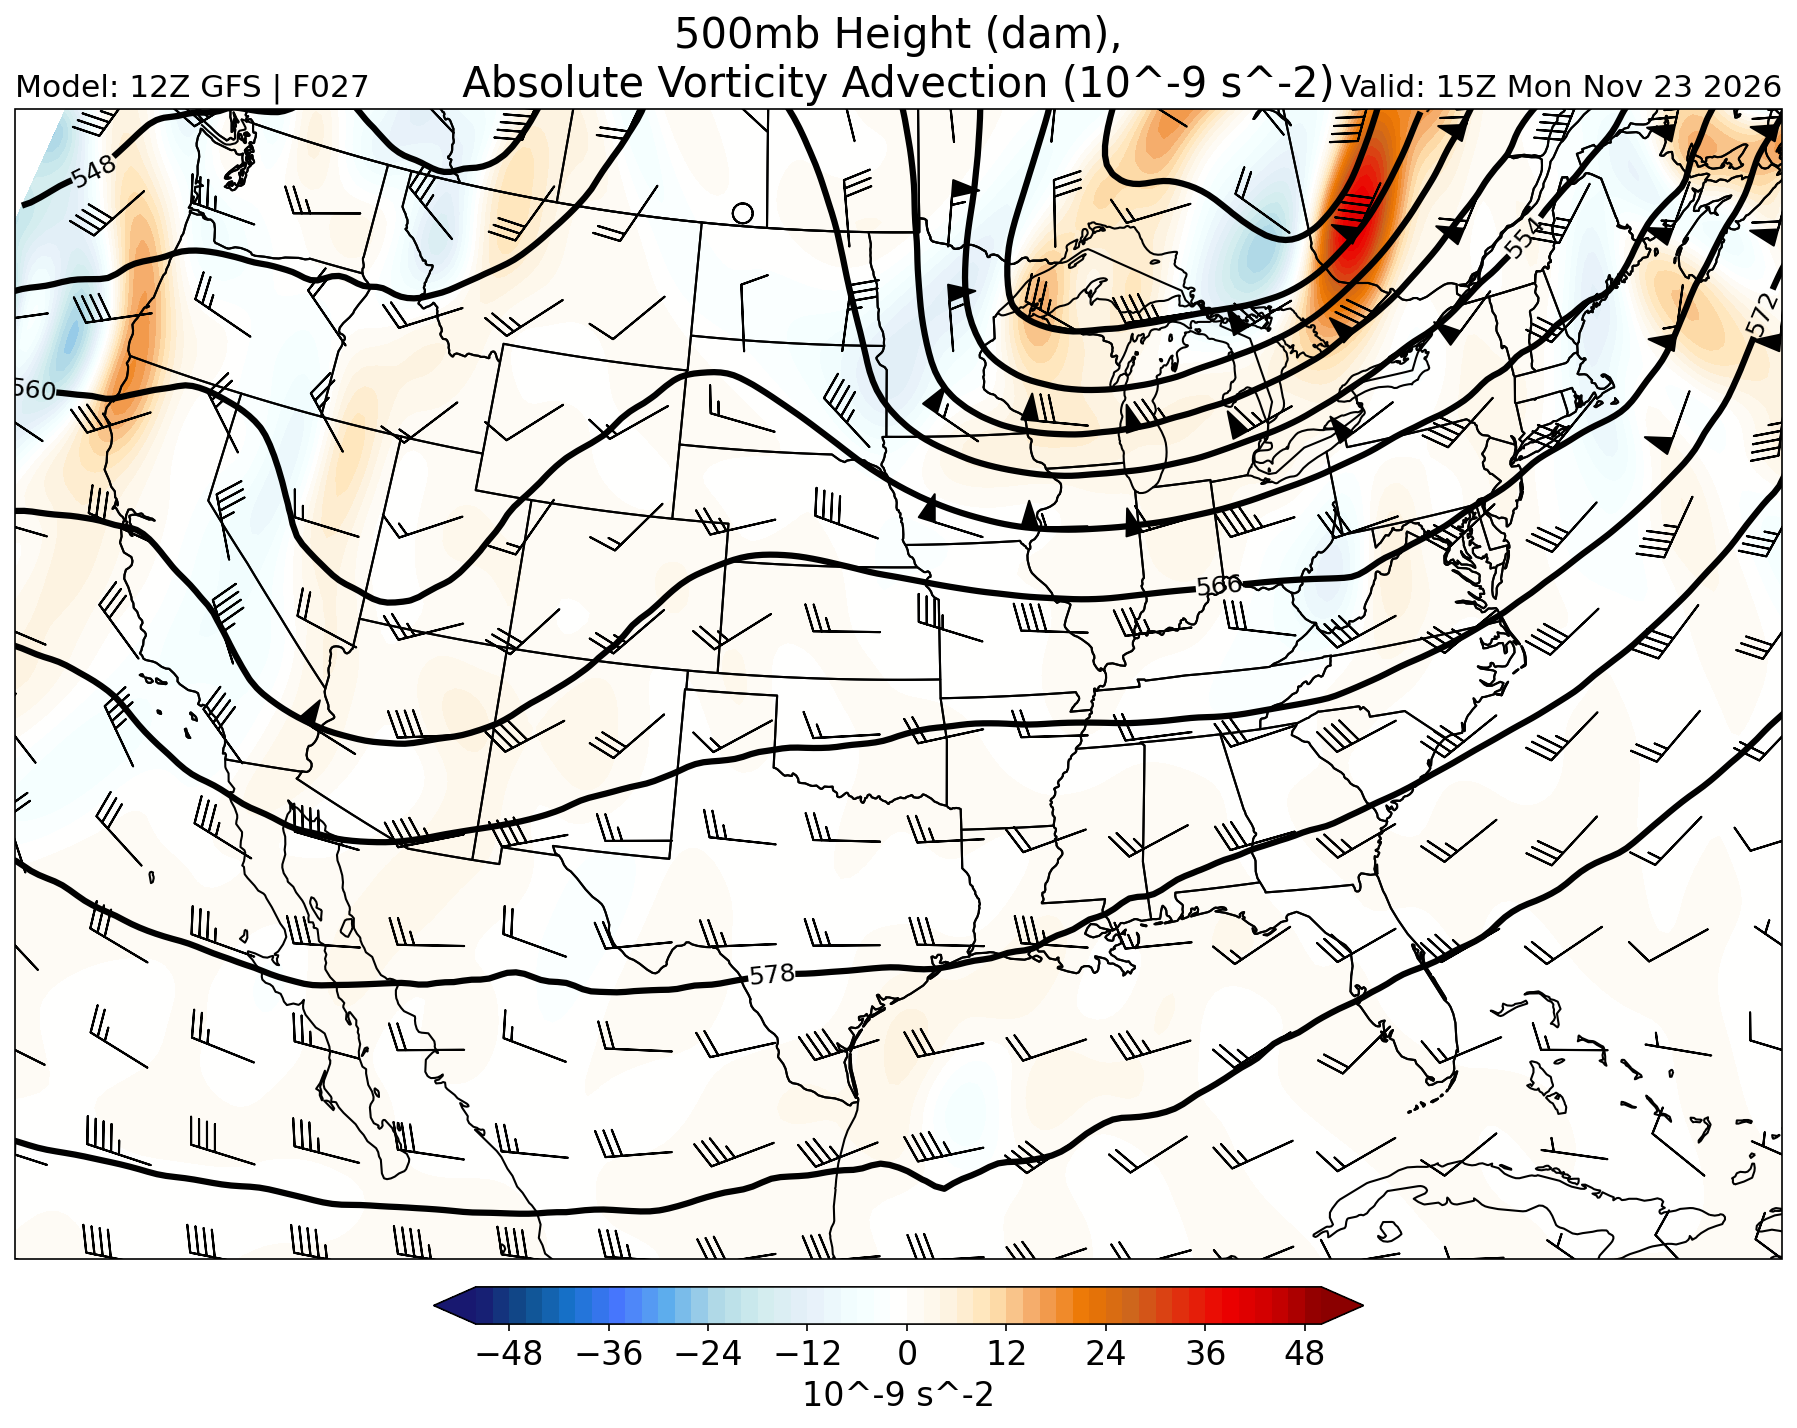 500mb Height (dam),
Model: 12Z GFS | F027
Absolute Vorticity Advection (10^-9 s^-2)
Valid: 15Z Mon Nov 23 2026
548
554
572
560
566
578
−48 −36 −24 −12 0 12 24 36 48
10^-9 s^-2